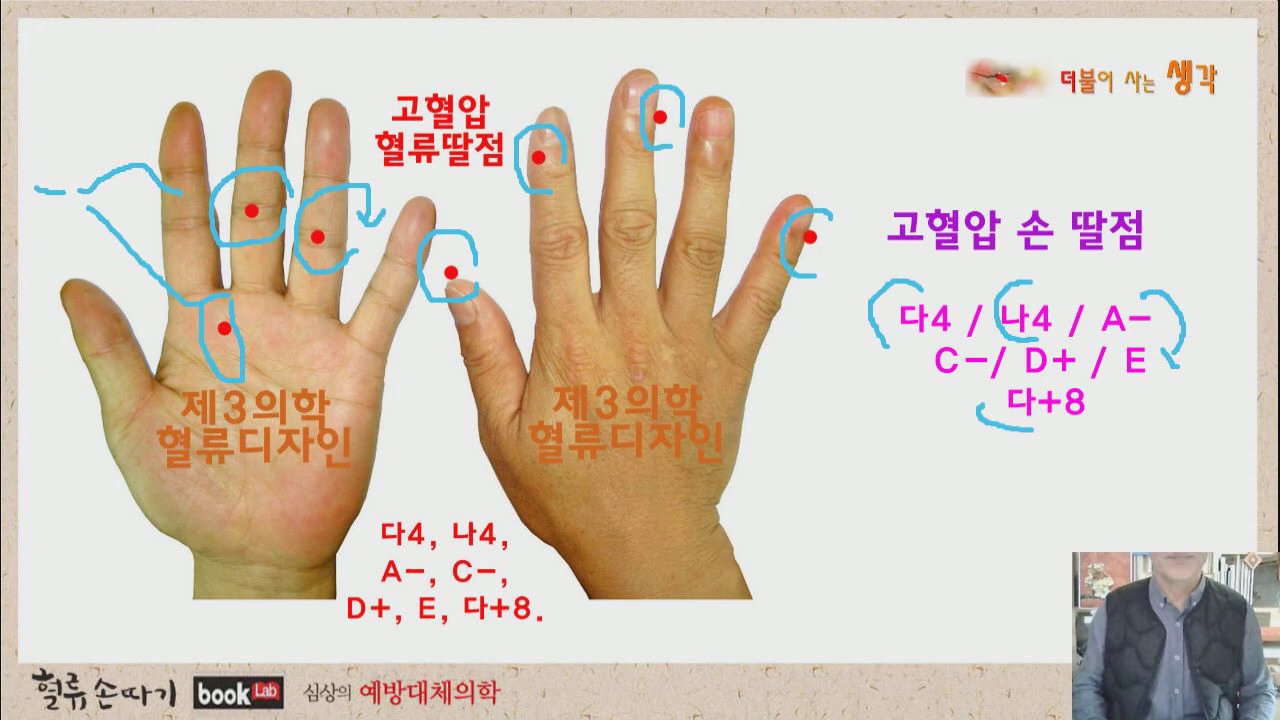 더불어 사는 생각
고혈압
혈류딸점
고혈압 손 딸점
다4 / 나4 / A-
C-/ D+ / E
다+8
제3의학
혈류디자인
제3의학
혈류디자인
다4, 나4,
A-, C-,
D+, E, 다+8.
혈류 손따기 book Lab 심상의 예방대체의학